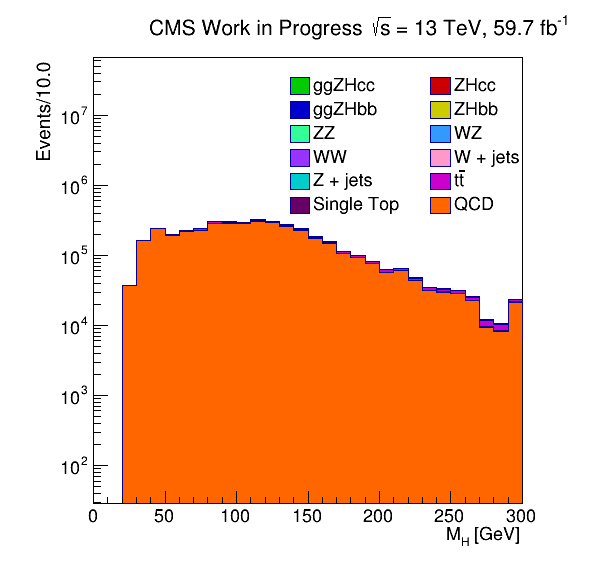 CMS Work in Progress √s = 13 TeV, 59.7 fb⁻¹
Events/10.0
ggZHcc ZHcc
ggZHbb ZHbb
ZZ WZ
WW W + jets
Z + jets tt̄
Single Top QCD
10⁷
10⁶
10⁵
10⁴
10³
10²
0 50 100 150 200 250 300
M_H [GeV]